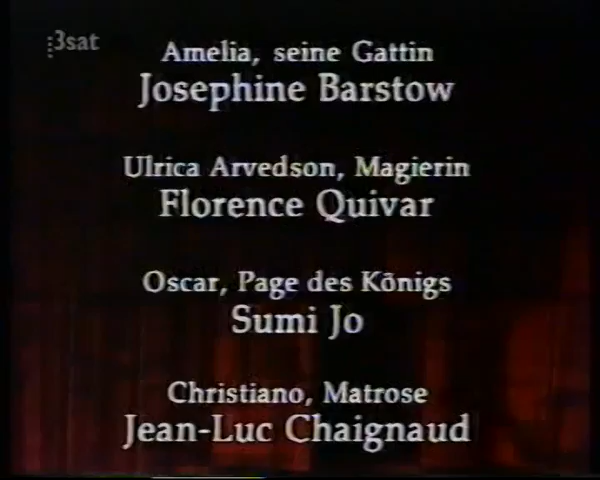 3sat
Amelia, seine Gattin
Josephine Barstow
Ulrica Arvedson, Magierin
Florence Quivar
Oscar, Page des Königs
Sumi Jo
Christiano, Matrose
Jean-Luc Chaignaud